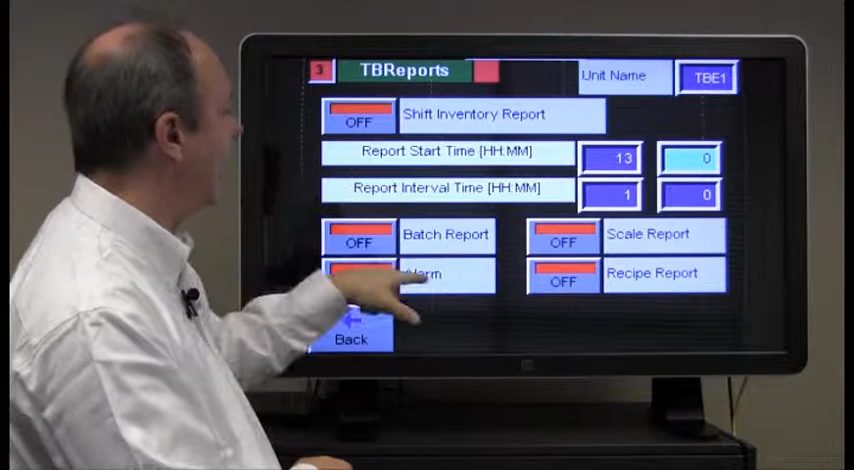 3 TBReports
Unit Name TBE1
OFF Shift Inventory Report
Report Start Time [HH:MM] 13 0
Report Interval Time [HH:MM] 1 0
OFF Batch Report OFF Scale Report
Alarm OFF Recipe Report
Back